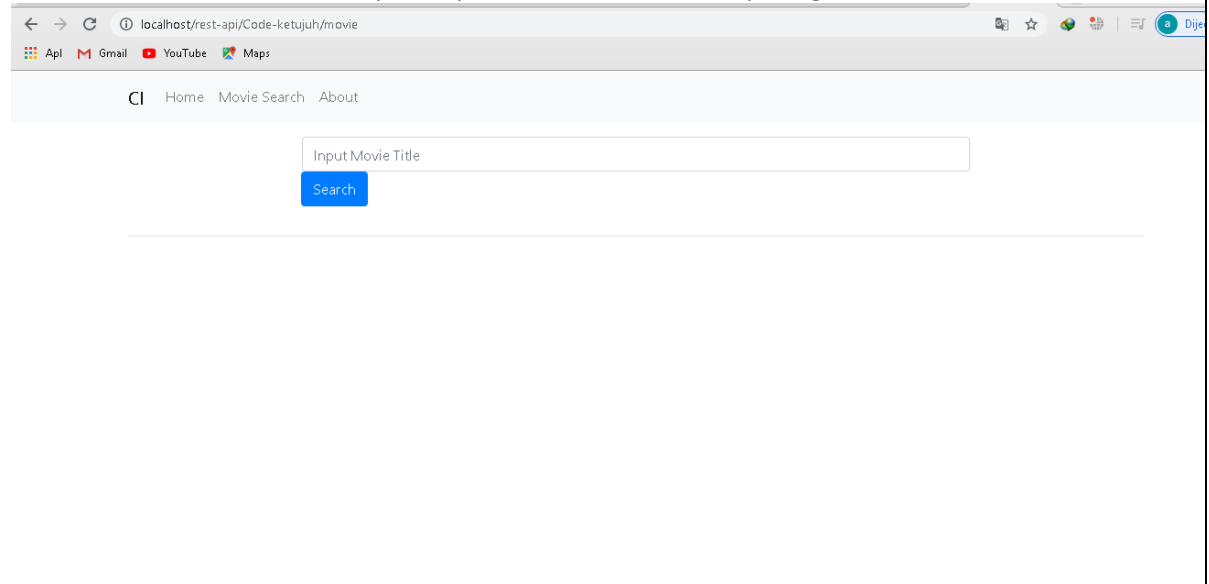 localhost/rest-api/Code-ketujuh/movie
a Dije
Apl Gmail YouTube Maps
CI Home Movie Search About
Input Movie Title
Search